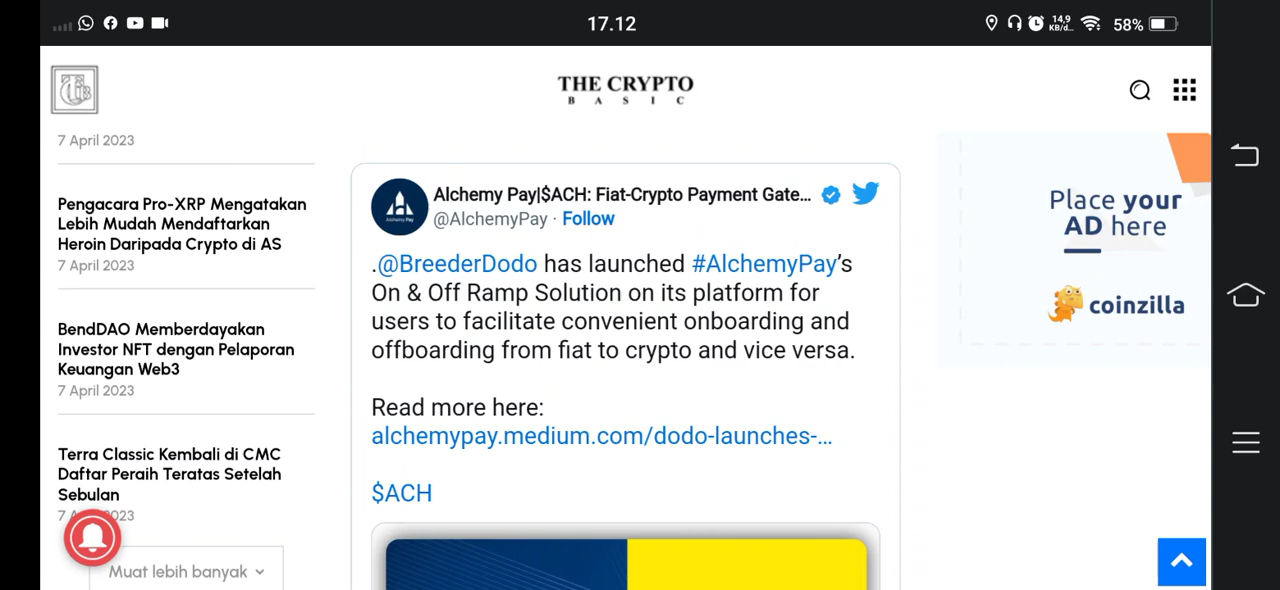 17.12
14,9
KB/d...
58%
THE CRYPTO
BASIC
7 April 2023
Pengacara Pro-XRP Mengatakan
Lebih Mudah Mendaftarkan
Heroin Daripada Crypto di AS
7 April 2023
BendDAO Memberdayakan
Investor NFT dengan Pelaporan
Keuangan Web3
7 April 2023
Terra Classic Kembali di CMC
Daftar Peraih Teratas Setelah
Sebulan
7 A 023
Muat lebih banyak
Alchemy Pay|$ACH: Fiat-Crypto Payment Gate...
@AlchemyPay · Follow
Alchemy Pay
.@BreederDodo has launched #AlchemyPay's
On & Off Ramp Solution on its platform for
users to facilitate convenient onboarding and
offboarding from fiat to crypto and vice versa.
Read more here:
alchemypay.medium.com/dodo-launches-...
$ACH
Place your
AD here
coinzilla